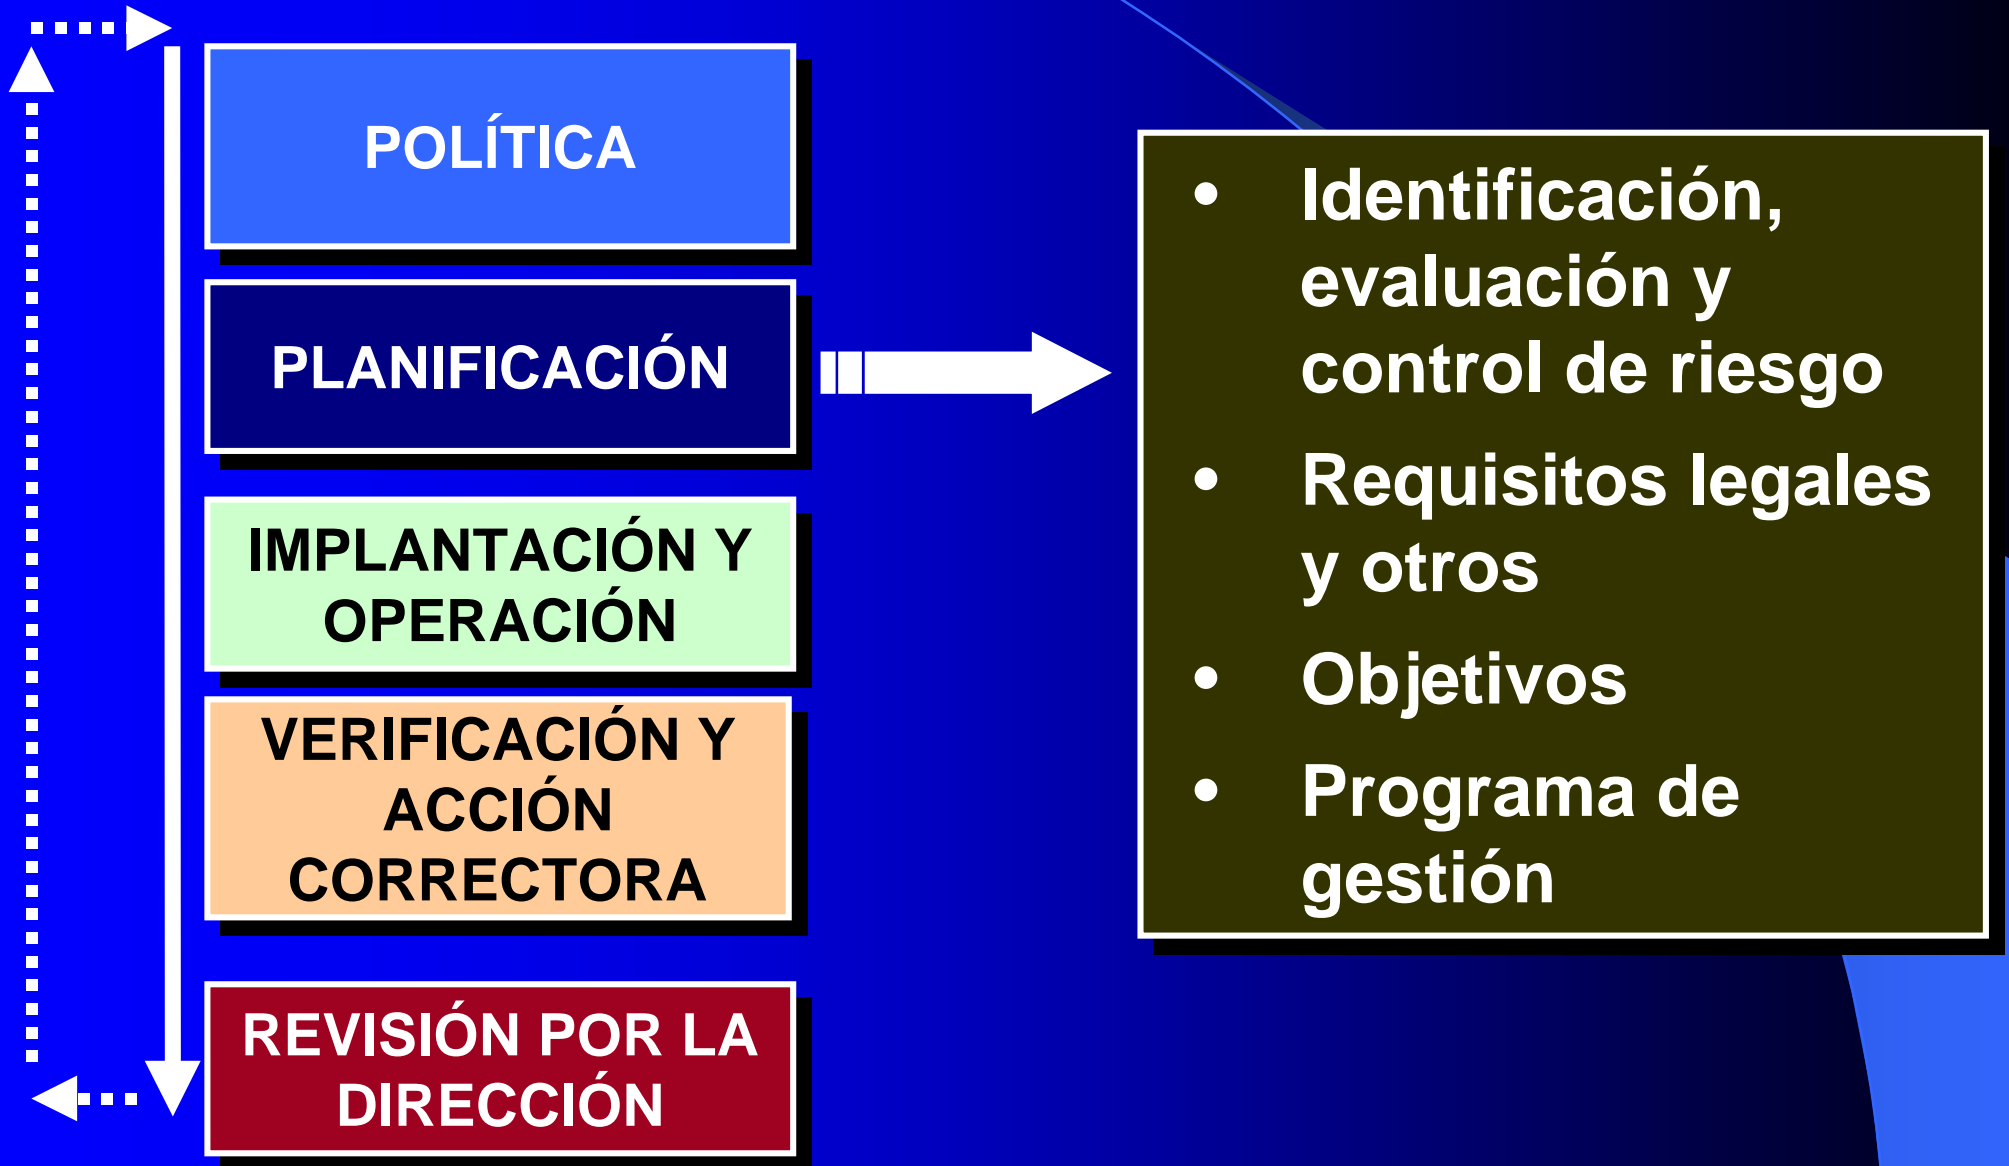 POLÍTICA
PLANIFICACIÓN
IMPLANTACIÓN Y
OPERACIÓN
VERIFICACIÓN Y
ACCIÓN
CORRECTORA
REVISIÓN POR LA
DIRECCIÓN
• Identificación,
evaluación y
control de riesgo
• Requisitos legales
y otros
• Objetivos
• Programa de
gestión